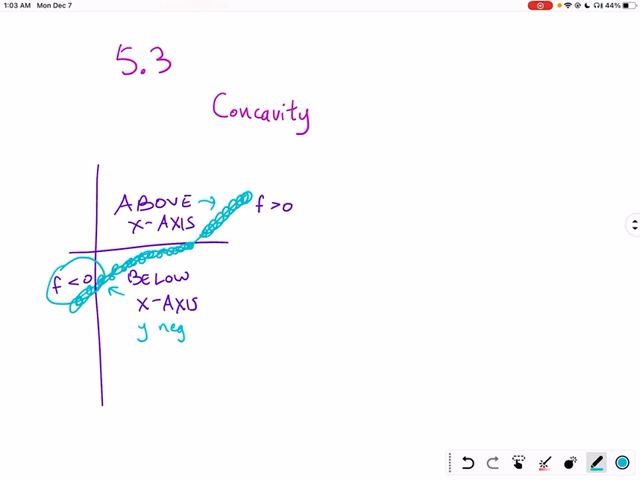 1:03 AM Mon Dec 7
44%
5.3
Concavity
ABOVE
x-AXIS
f > 0
f < 0
BELOW
x-AXIS
y neg